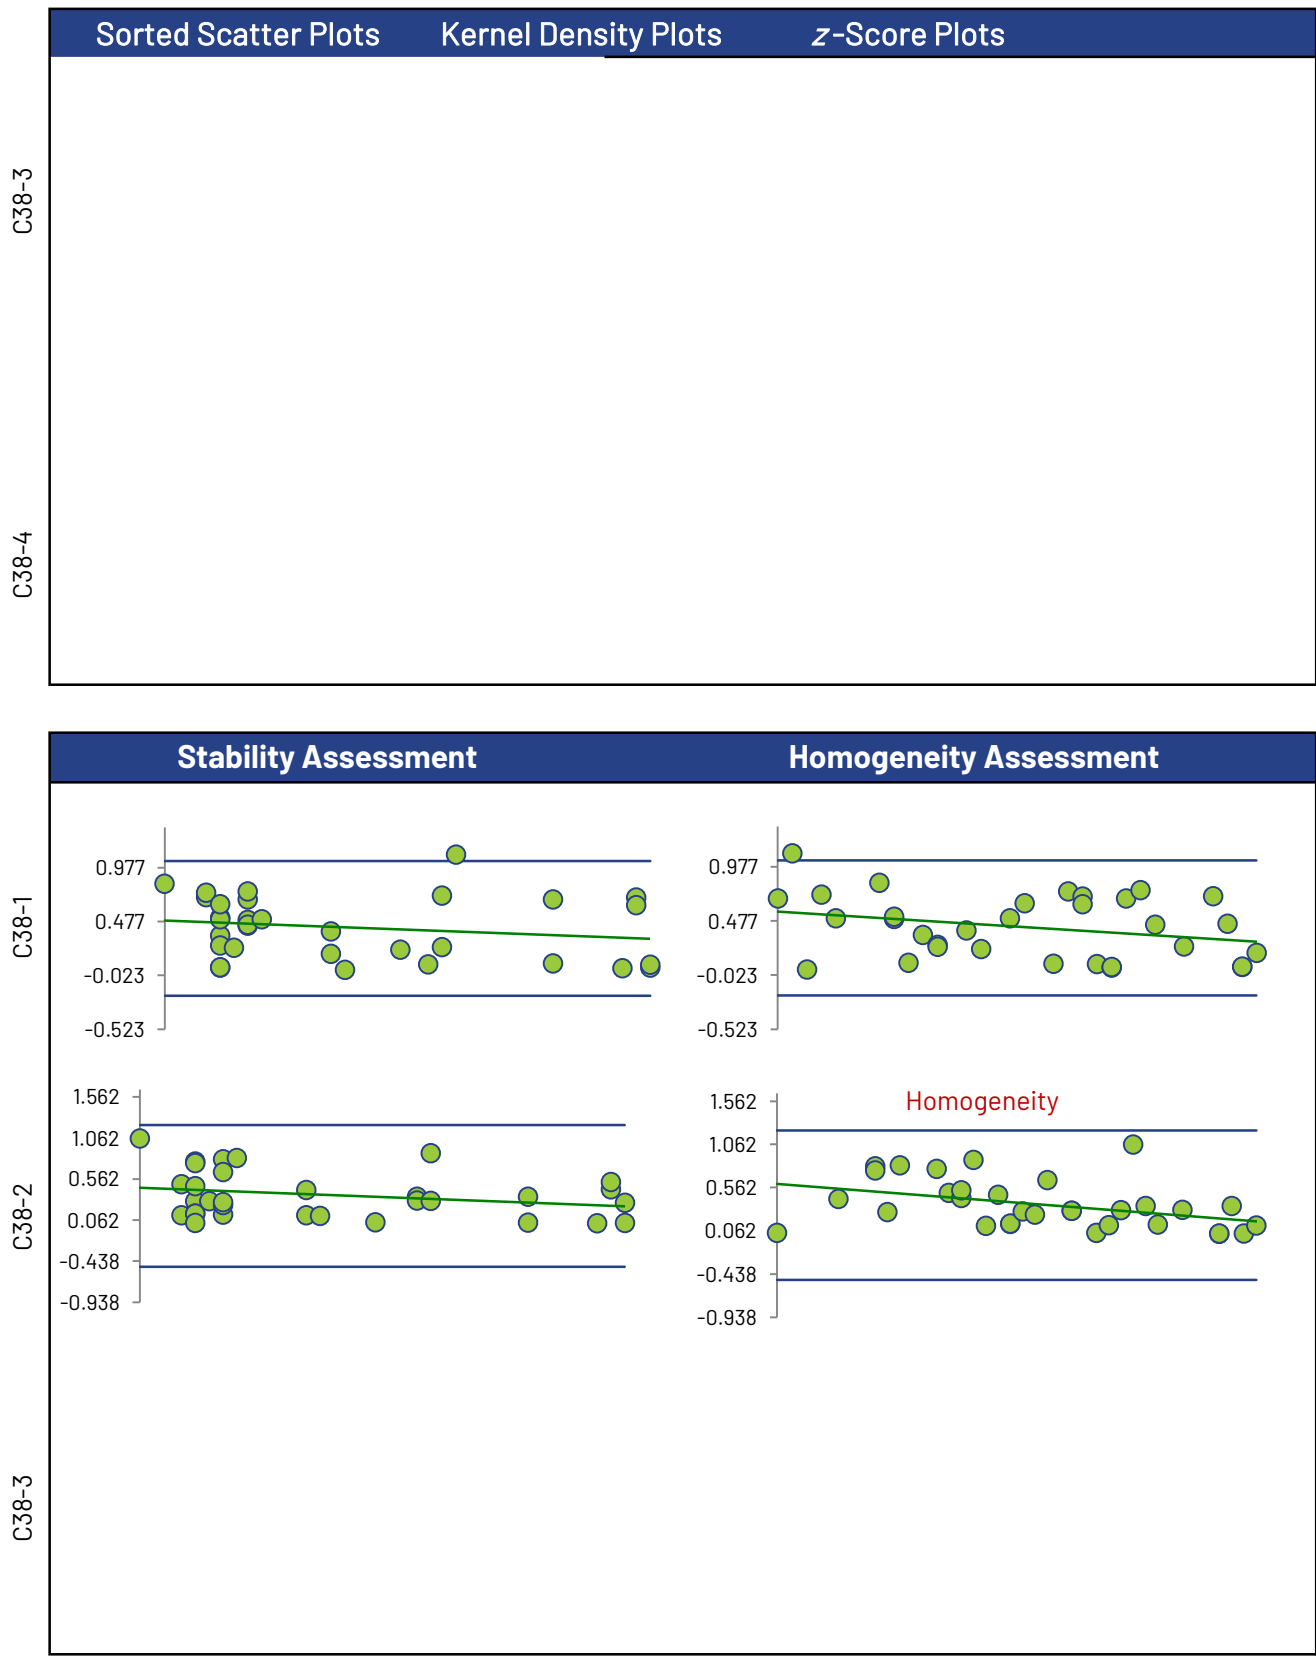 Sorted Scatter Plots Kernel Density Plots z-Score Plots
C38-3
C38-4
Stability Assessment Homogeneity Assessment
C38-1
0.977
0.477
-0.023
-0.523
0.977
0.477
-0.023
-0.523
C38-2
1.562
1.062
0.562
0.062
-0.438
-0.938
Homogeneity
1.562
1.062
0.562
0.062
-0.438
-0.938
C38-3